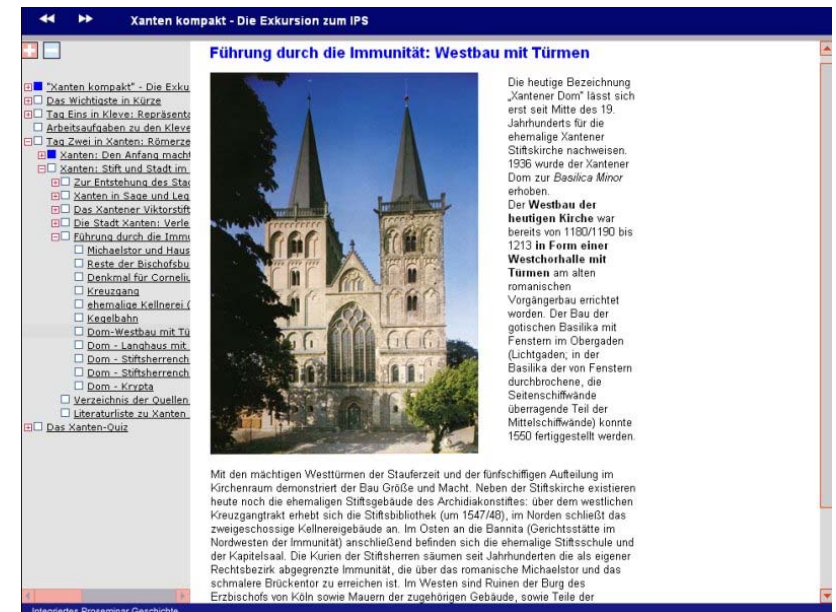 Xanten kompakt - Die Exkursion zum IPS
"Xanten kompakt" - Die Exku
Das Wichtigste in Kürze
Tag Eins in Kleve: Repräsenta
Arbeitsaufgaben zu den Kleve
Tag Zwei in Xanten: Römerze
Xanten: Den Anfang macht
Xanten: Stift und Stadt im
Zur Entstehung des Stad
Xanten in Sage und Leg
Das Xantener Viktorstift
Die Stadt Xanten: Verle
Führung durch die Immu
Michaelstor und Haus
Reste der Bischofsbu
Denkmal für Corneliu
Kreuzgang
ehemalige Kellnerei (
Kegelbahn
Dom-Westbau mit Tü
Dom - Langhaus mit
Dom - Stiftsherrench
Dom - Stiftsherrench
Dom - Krypta
Verzeichnis der Quellen
Literaturliste zu Xanten
Das Xanten-Quiz
Führung durch die Immunität: Westbau mit Türmen
Die heutige Bezeichnung
„Xantener Dom" lässt sich
erst seit Mitte des 19.
Jahrhunderts für die
ehemalige Xantener
Stiftskirche nachweisen.
1936 wurde der Xantener
Dom zur Basilica Minor
erhoben.
Der Westbau der
heutigen Kirche war
bereits von 1180/1190 bis
1213 in Form einer
Westchorhalle mit
Türmen am alten
romanischen
Vorgängerbau errichtet
worden. Der Bau der
gotischen Basilika mit
Fenstern im Obergaden
(Lichtgaden; in der
Basilika der von Fenstern
durchbrochene, die
Seitenschiffwände
überragende Teil der
Mittelschiffwände) konnte
1550 fertiggestellt werden.
Mit den mächtigen Westtürmen der Stauferzeit und der fünfschiffigen Aufteilung im
Kirchenraum demonstriert der Bau Größe und Macht. Neben der Stiftskirche existieren
heute noch die ehemaligen Stiftsgebäude des Archidiakonstiftes: über dem westlichen
Kreuzgangtrakt erhebt sich die Stiftsbibliothek (um 1547/48), im Norden schließt das
zweigeschossige Kellnereigebäude an. Im Osten an die Bannita (Gerichtsstätte im
Nordwesten der Immunität) anschließend befinden sich die ehemalige Stiftsschule und
der Kapitelsaal. Die Kurien der Stiftsherren säumen seit Jahrhunderten die als eigener
Rechtsbezirk abgegrenzte Immunität, die über das romanische Michaelstor und das
schmalere Brückentor zu erreichen ist. Im Westen sind Ruinen der Burg des
Erzbischofs von Köln sowie Mauern der zugehörigen Gebäude, sowie Teile der
Integriertes Proseminar Geschichte